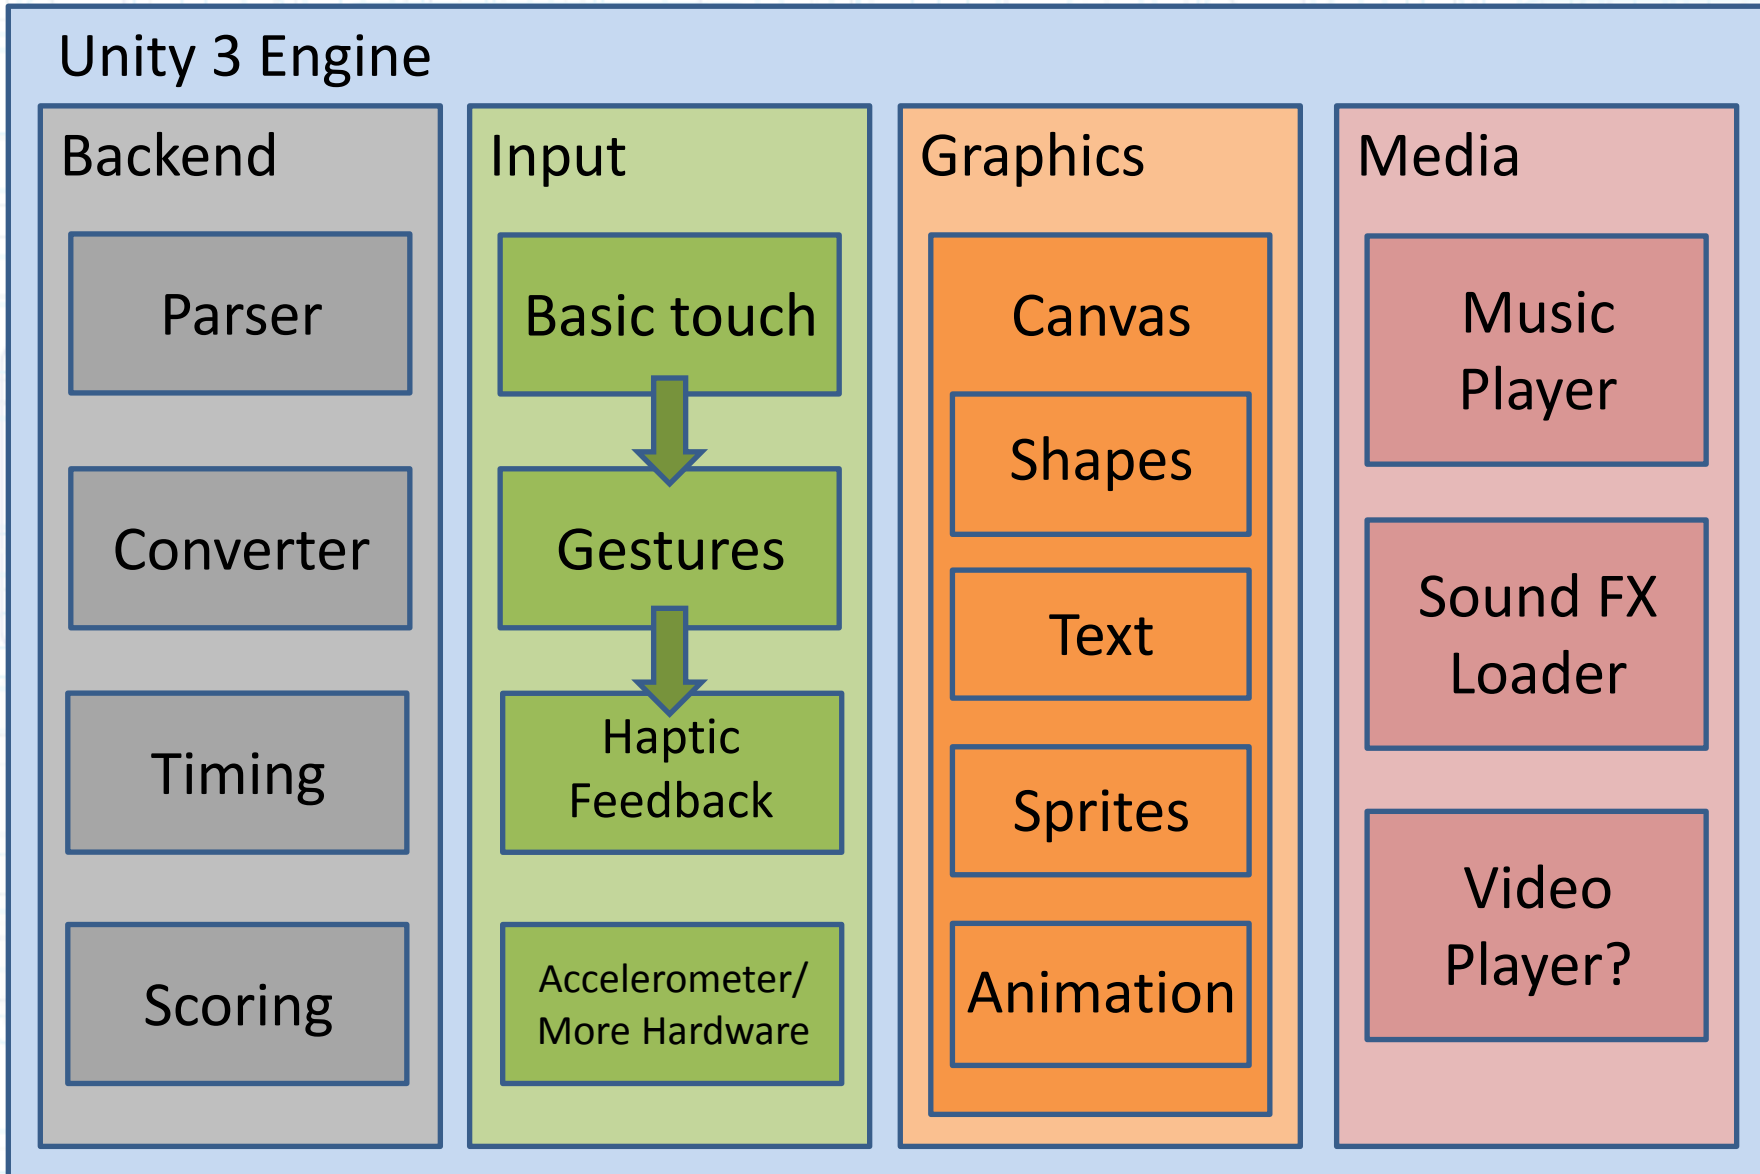 Unity 3 Engine
Backend
Parser
Converter
Timing
Scoring
Input
Basic touch
Gestures
Haptic
Feedback
Accelerometer/
More Hardware
Graphics
Canvas
Shapes
Text
Sprites
Animation
Media
Music
Player
Sound FX
Loader
Video
Player?